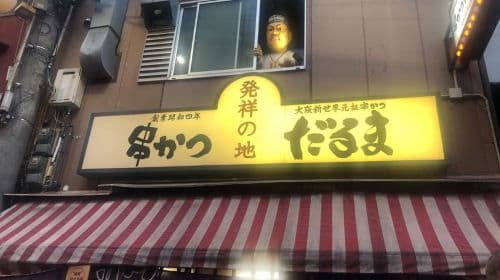 創業昭和四年
串かつ
発祥の地
大阪新世界元祖串かつ
だるま